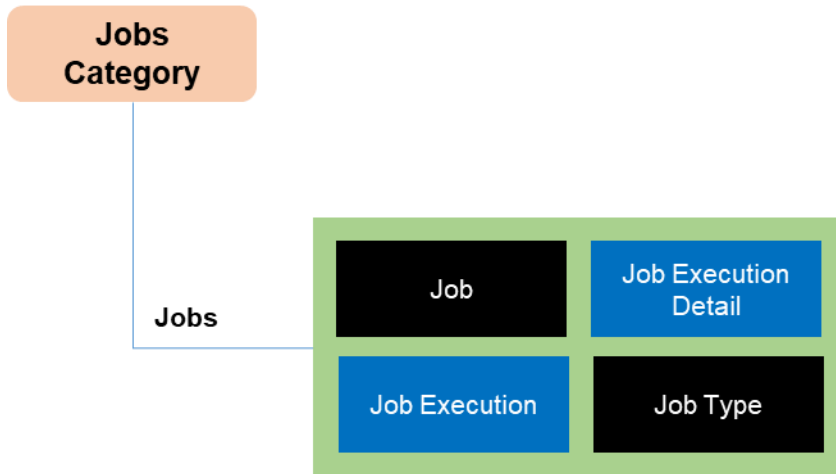 Jobs
Category
Job
Job Execution
Detail
Jobs
Job Execution
Job Type